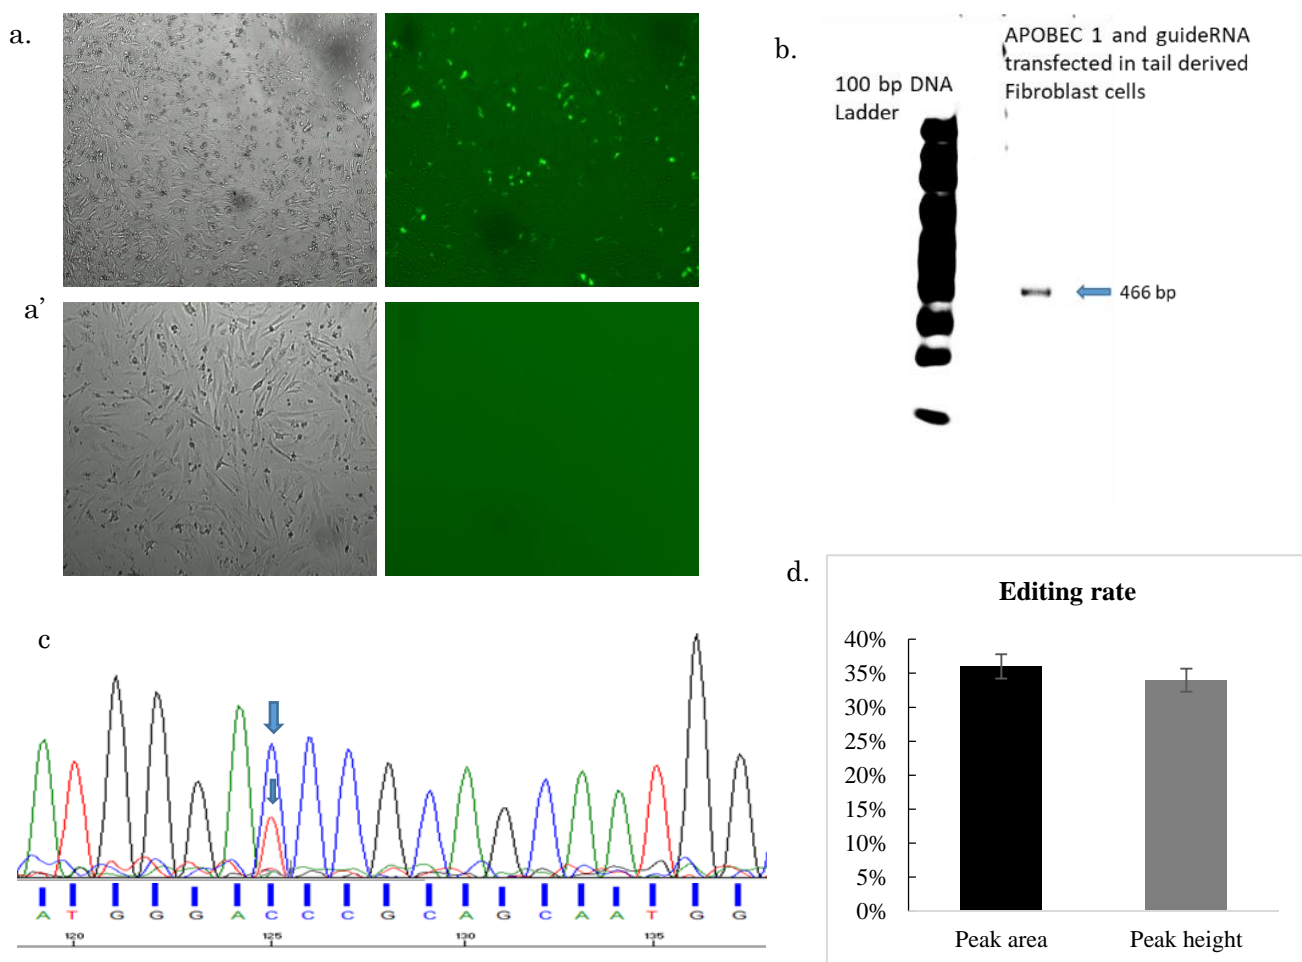 a.
a’
b.
100 bp DNA
Ladder
APOBEC 1 and guideRNA
transfected in tail derived
Fibroblast cells
466 bp
c
A T G G G A C C C G C A G C A A T G G
120 125 130 135
d.
Editing rate
40%
35%
30%
25%
20%
15%
10%
5%
0%
Peak area
Peak height